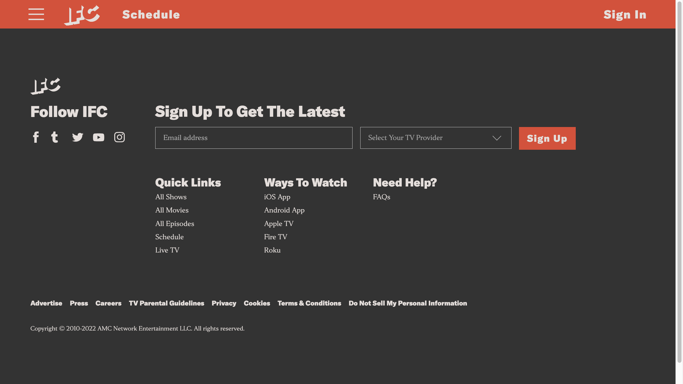 IFC Schedule Sign In
IFC
Follow IFC
Sign Up To Get The Latest
Email address
Select Your TV Provider
Sign Up
Quick Links
All Shows
All Movies
All Episodes
Schedule
Live TV
Ways To Watch
iOS App
Android App
Apple TV
Fire TV
Roku
Need Help?
FAQs
Advertise Press Careers TV Parental Guidelines Privacy Cookies Terms & Conditions Do Not Sell My Personal Information
Copyright © 2010-2022 AMC Network Entertainment LLC. All rights reserved.